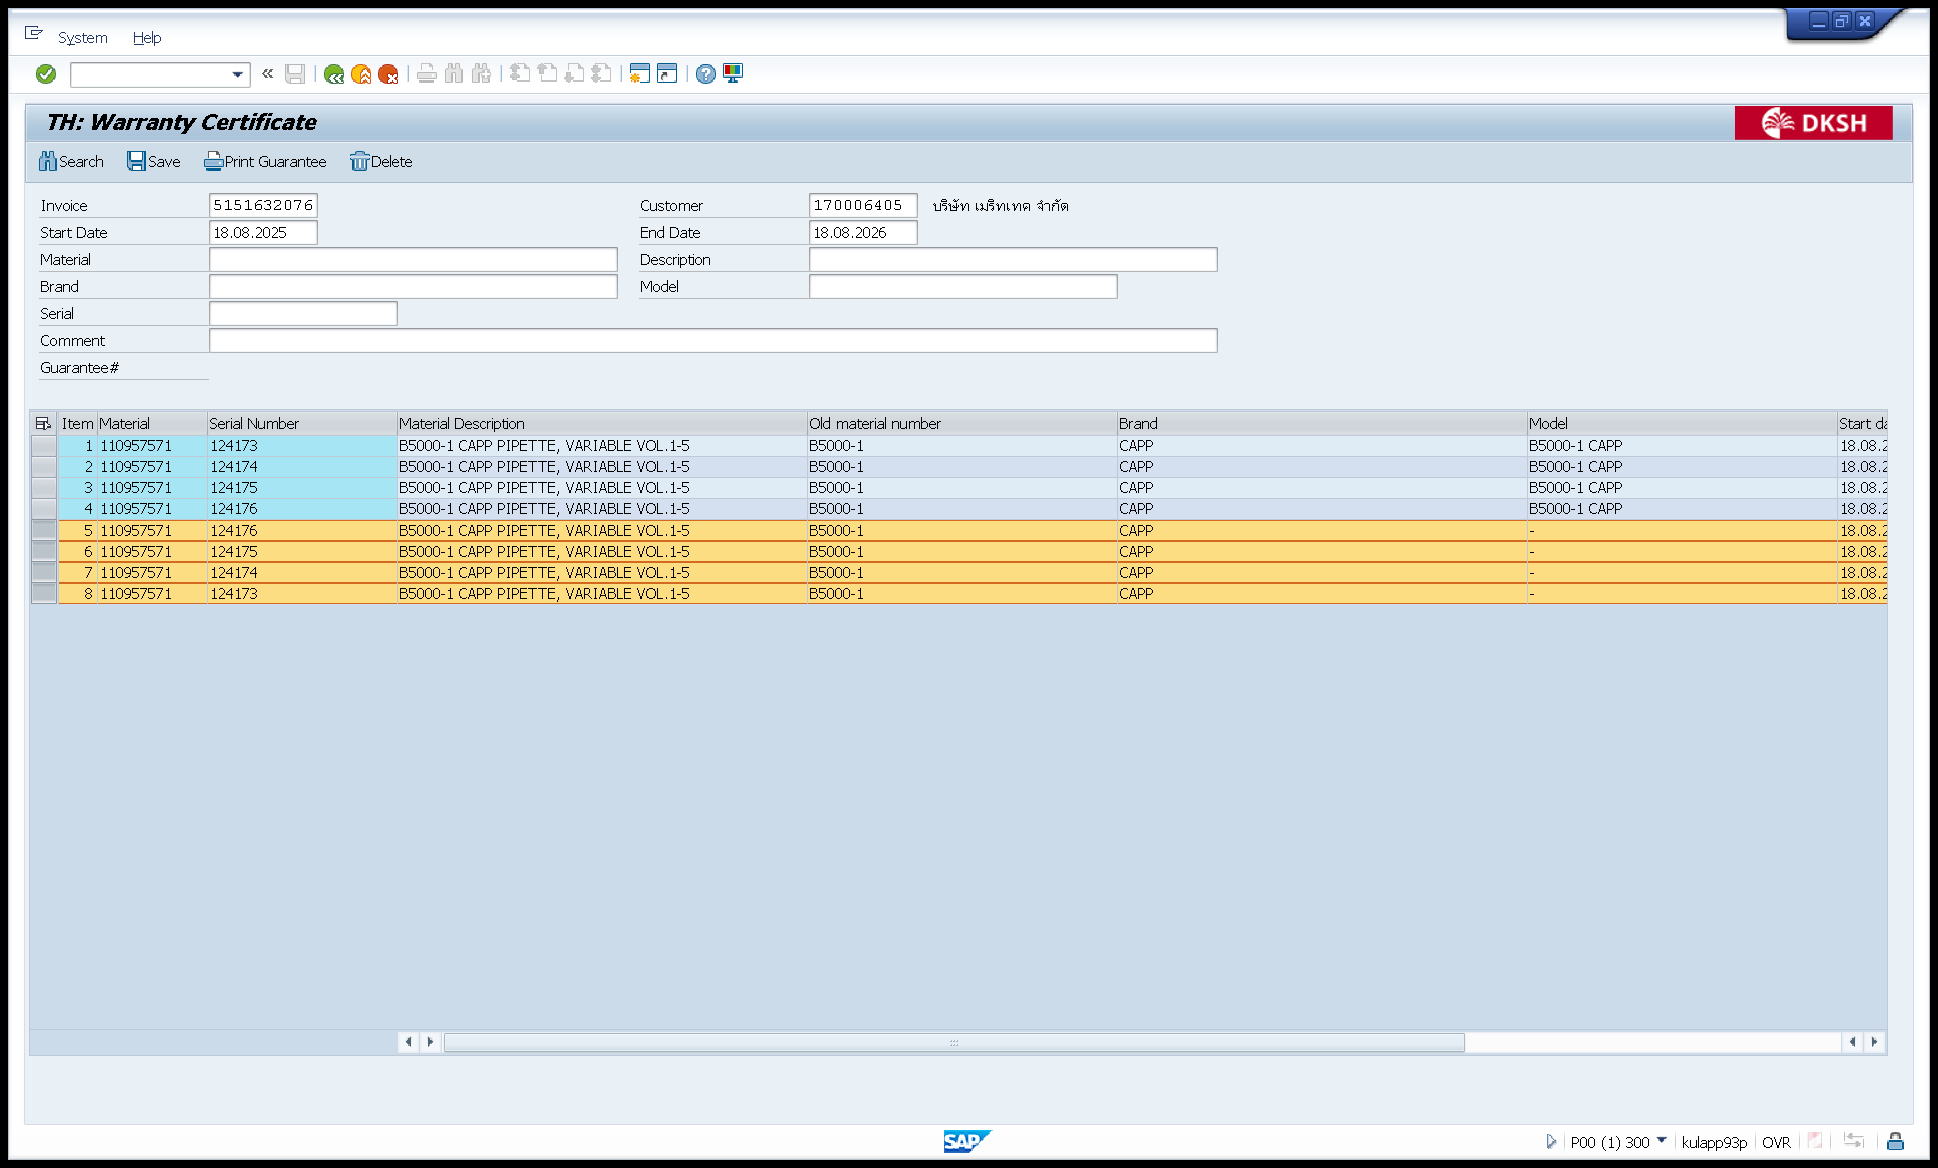 System Help
TH: Warranty Certificate DKSH
Search Save Print Guarantee Delete
Invoice 5151632076 Customer 170006405 บริษัท เมริทเทค จำกัด
Start Date 18.08.2025 End Date 18.08.2026
Material Description
Brand Model
Serial
Comment
Guarantee#
Item Material Serial Number Material Description Old material number Brand Model Start da
1 110957571 124173 B5000-1 CAPP PIPETTE, VARIABLE VOL.1-5 B5000-1 CAPP B5000-1 CAPP 18.08.2
2 110957571 124174 B5000-1 CAPP PIPETTE, VARIABLE VOL.1-5 B5000-1 CAPP B5000-1 CAPP 18.08.2
3 110957571 124175 B5000-1 CAPP PIPETTE, VARIABLE VOL.1-5 B5000-1 CAPP B5000-1 CAPP 18.08.2
4 110957571 124176 B5000-1 CAPP PIPETTE, VARIABLE VOL.1-5 B5000-1 CAPP B5000-1 CAPP 18.08.2
5 110957571 124176 B5000-1 CAPP PIPETTE, VARIABLE VOL.1-5 B5000-1 CAPP - 18.08.2
6 110957571 124175 B5000-1 CAPP PIPETTE, VARIABLE VOL.1-5 B5000-1 CAPP - 18.08.2
7 110957571 124174 B5000-1 CAPP PIPETTE, VARIABLE VOL.1-5 B5000-1 CAPP - 18.08.2
8 110957571 124173 B5000-1 CAPP PIPETTE, VARIABLE VOL.1-5 B5000-1 CAPP - 18.08.2
SAP P00 (1) 300 kulapp93p OVR